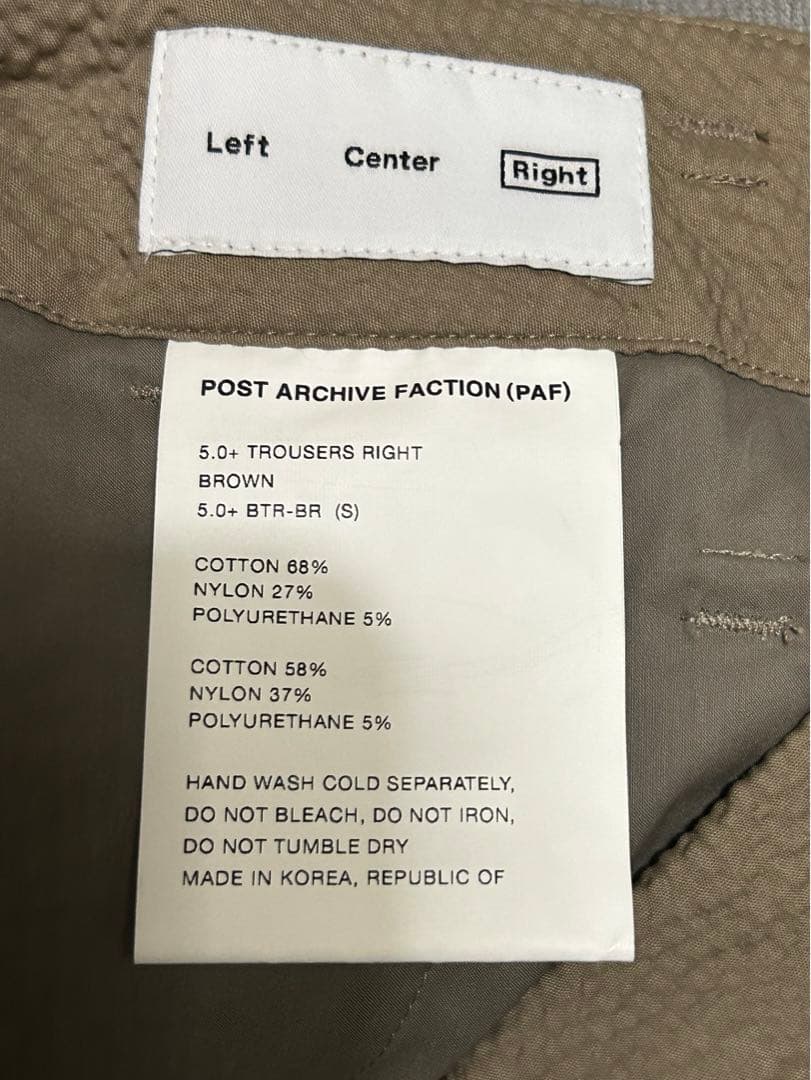 Left Center Right
POST ARCHIVE FACTION (PAF)
5.0+ TROUSERS RIGHT
BROWN
5.0+ BTR-BR (S)
COTTON 68%
NYLON 27%
POLYURETHANE 5%
COTTON 58%
NYLON 37%
POLYURETHANE 5%
HAND WASH COLD SEPARATELY,
DO NOT BLEACH, DO NOT IRON,
DO NOT TUMBLE DRY
MADE IN KOREA, REPUBLIC OF